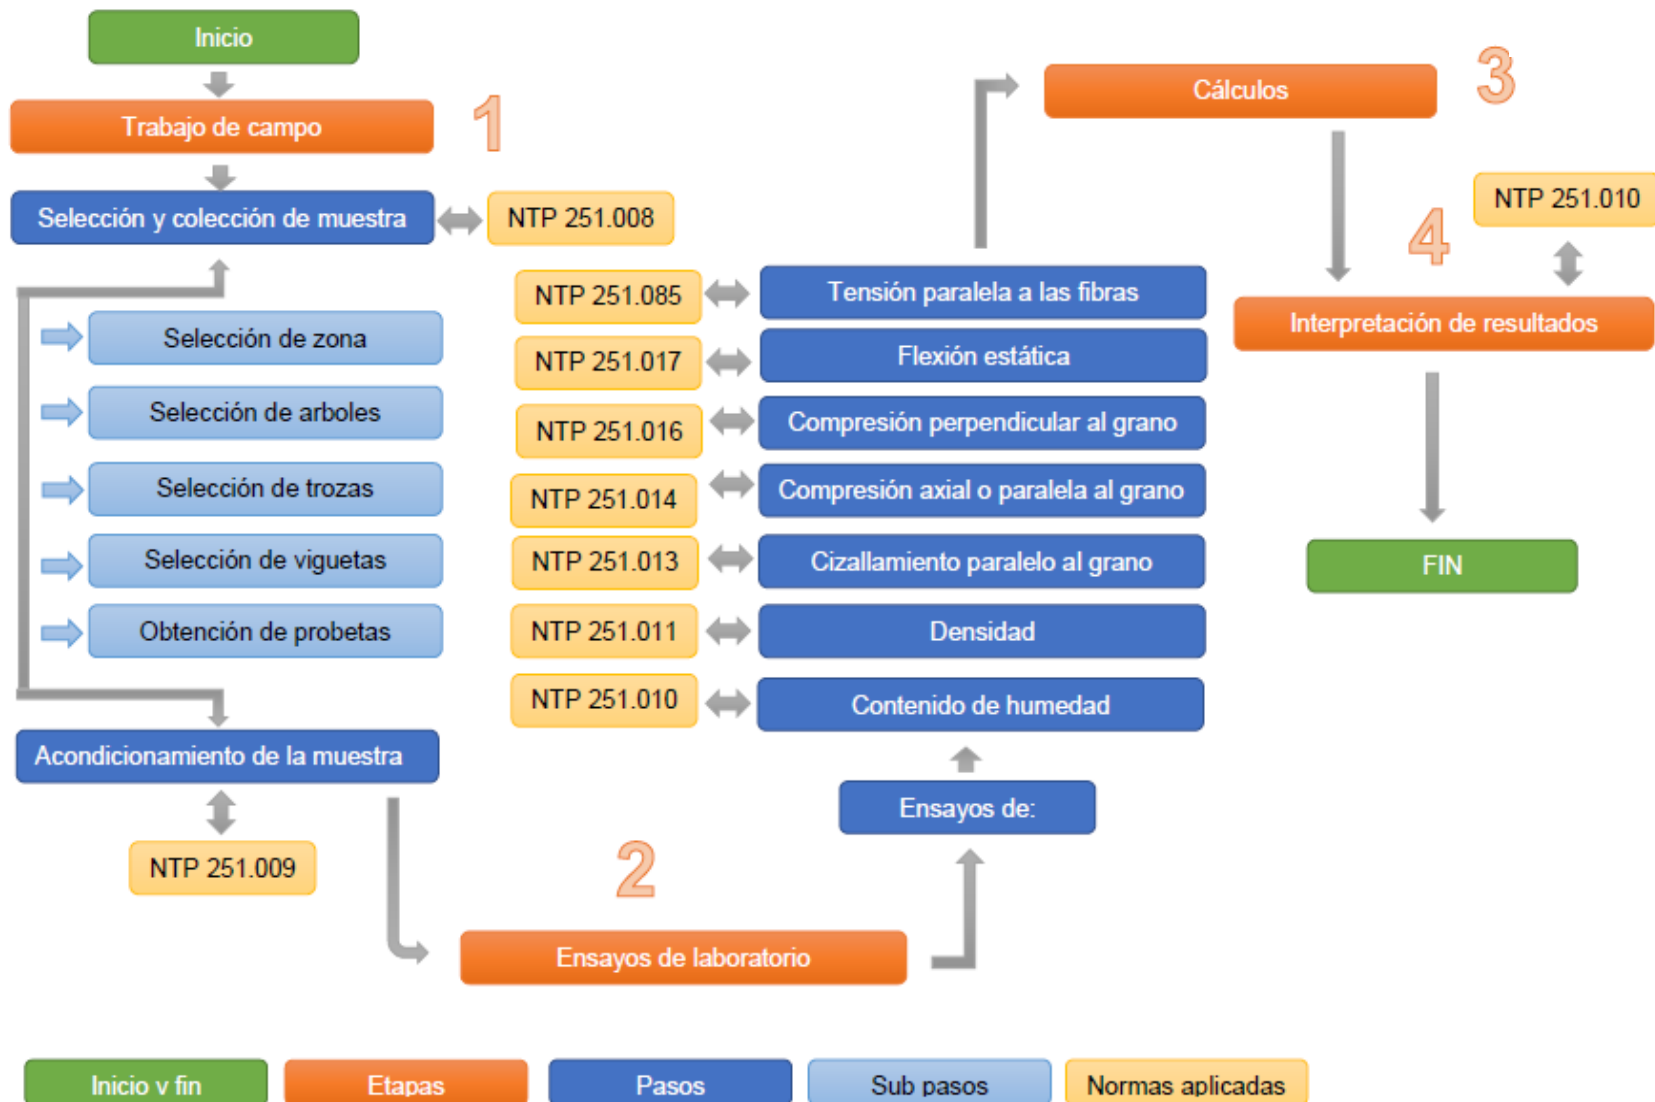 Inicio
Trabajo de campo
1
Selección y colección de muestra
NTP 251.008
Selección de zona
Selección de arboles
Selección de trozas
Selección de viguetas
Obtención de probetas
Acondicionamiento de la muestra
NTP 251.009
2
Ensayos de laboratorio
Ensayos de:
NTP 251.085
Tensión paralela a las fibras
NTP 251.017
Flexión estática
NTP 251.016
Compresión perpendicular al grano
NTP 251.014
Compresión axial o paralela al grano
NTP 251.013
Cizallamiento paralelo al grano
NTP 251.011
Densidad
NTP 251.010
Contenido de humedad
Cálculos
3
NTP 251.010
4
Interpretación de resultados
FIN
Inicio y fin
Etapas
Pasos
Sub pasos
Normas aplicadas